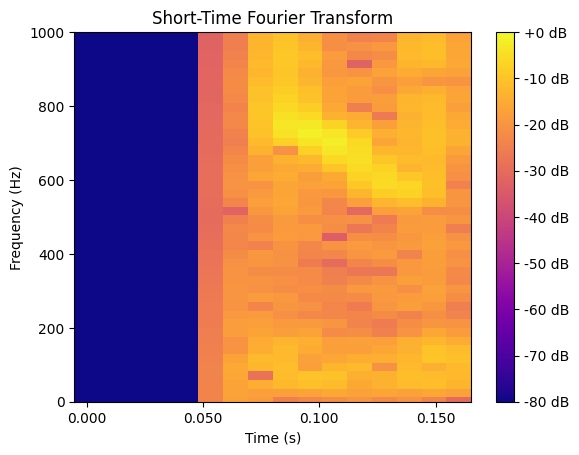 Short-Time Fourier Transform
1000
800
600
400
200
0
Frequency (Hz)
0.000
0.050
0.100
0.150
Time (s)
+0 dB
-10 dB
-20 dB
-30 dB
-40 dB
-50 dB
-60 dB
-70 dB
-80 dB